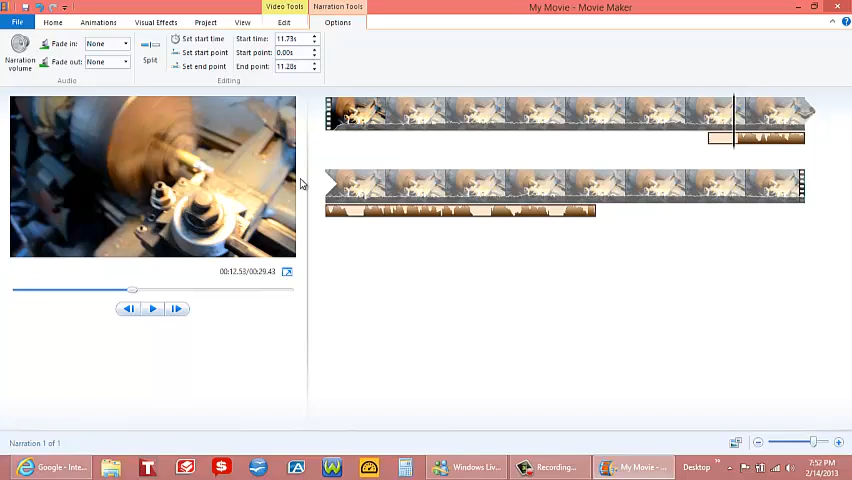 Video Tools
Narration Tools
My Movie - Movie Maker
File
Home
Animations
Visual Effects
Project
View
Edit
Options
Narration volume
Fade in: None
Fade out: None
Audio
Split
Set start time
Set start point
Set end point
Start time: 11.73s
Start point: 0.00s
End point: 11.28s
Editing
00:12.53/00:29.43
Narration 1 of 1
Google - Inte...
Windows Liv...
Recording...
My Movie - ...
Desktop
7:52 PM
2/14/2013